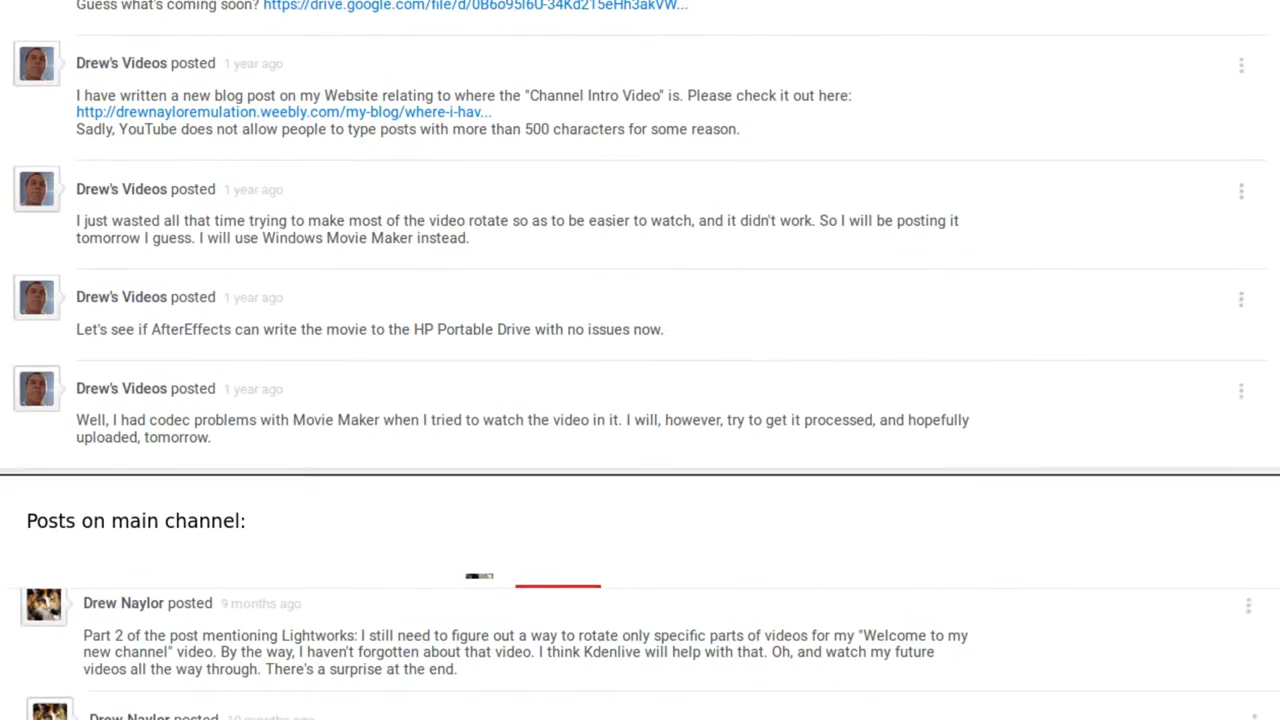 Guess what's coming soon? https://drive.google.com/file/d/0B6o95I6U-34Kd215eHh3akVW...
Drew's Videos posted 1 year ago
I have written a new blog post on my Website relating to where the "Channel Intro Video" is. Please check it out here:
http://drewnayloremulation.weebly.com/my-blog/where-i-hav...
Sadly, YouTube does not allow people to type posts with more than 500 characters for some reason.
Drew's Videos posted 1 year ago
I just wasted all that time trying to make most of the video rotate so as to be easier to watch, and it didn't work. So I will be posting it
tomorrow I guess. I will use Windows Movie Maker instead.
Drew's Videos posted 1 year ago
Let's see if AfterEffects can write the movie to the HP Portable Drive with no issues now.
Drew's Videos posted 1 year ago
Well, I had codec problems with Movie Maker when I tried to watch the video in it. I will, however, try to get it processed, and hopefully
uploaded, tomorrow.
Posts on main channel:
Drew Naylor posted 9 months ago
Part 2 of the post mentioning Lightworks: I still need to figure out a way to rotate only specific parts of videos for my "Welcome to my
new channel" video. By the way, I haven't forgotten about that video. I think Kdenlive will help with that. Oh, and watch my future
videos all the way through. There's a surprise at the end.
Drew Naylor posted 10 months ago